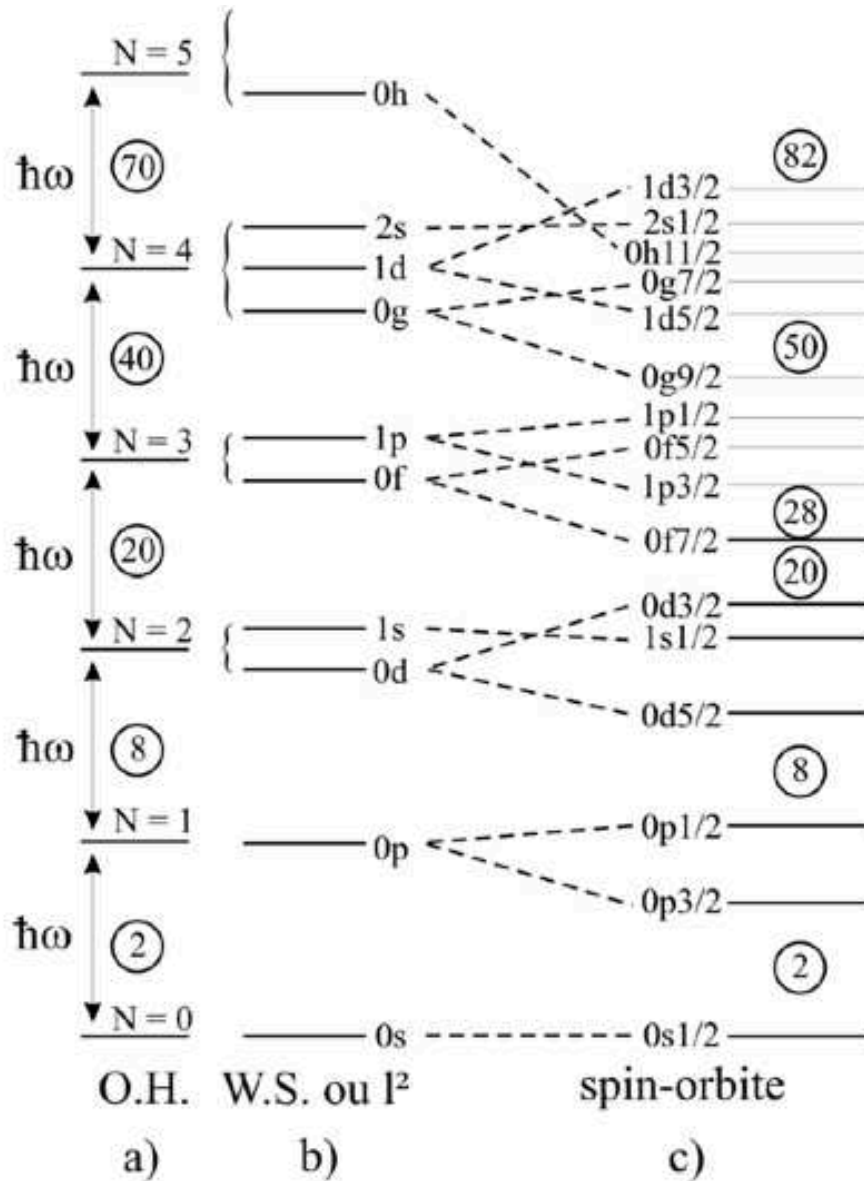 N = 5
0h
ħω
70
82
1d3/2
2s
2s1/2
N = 4
1d
0h11/2
0g7/2
0g
1d5/2
ħω
40
50
0g9/2
N = 3
1p
1p1/2
0f
0f5/2
1p3/2
28
ħω
20
0f7/2
20
N = 2
1s
0d3/2
1s1/2
0d
0d5/2
ħω
8
8
N = 1
0p
0p1/2
0p3/2
ħω
2
2
N = 0
0s
0s1/2
O.H.
W.S. ou l²
spin-orbite
a)
b)
c)